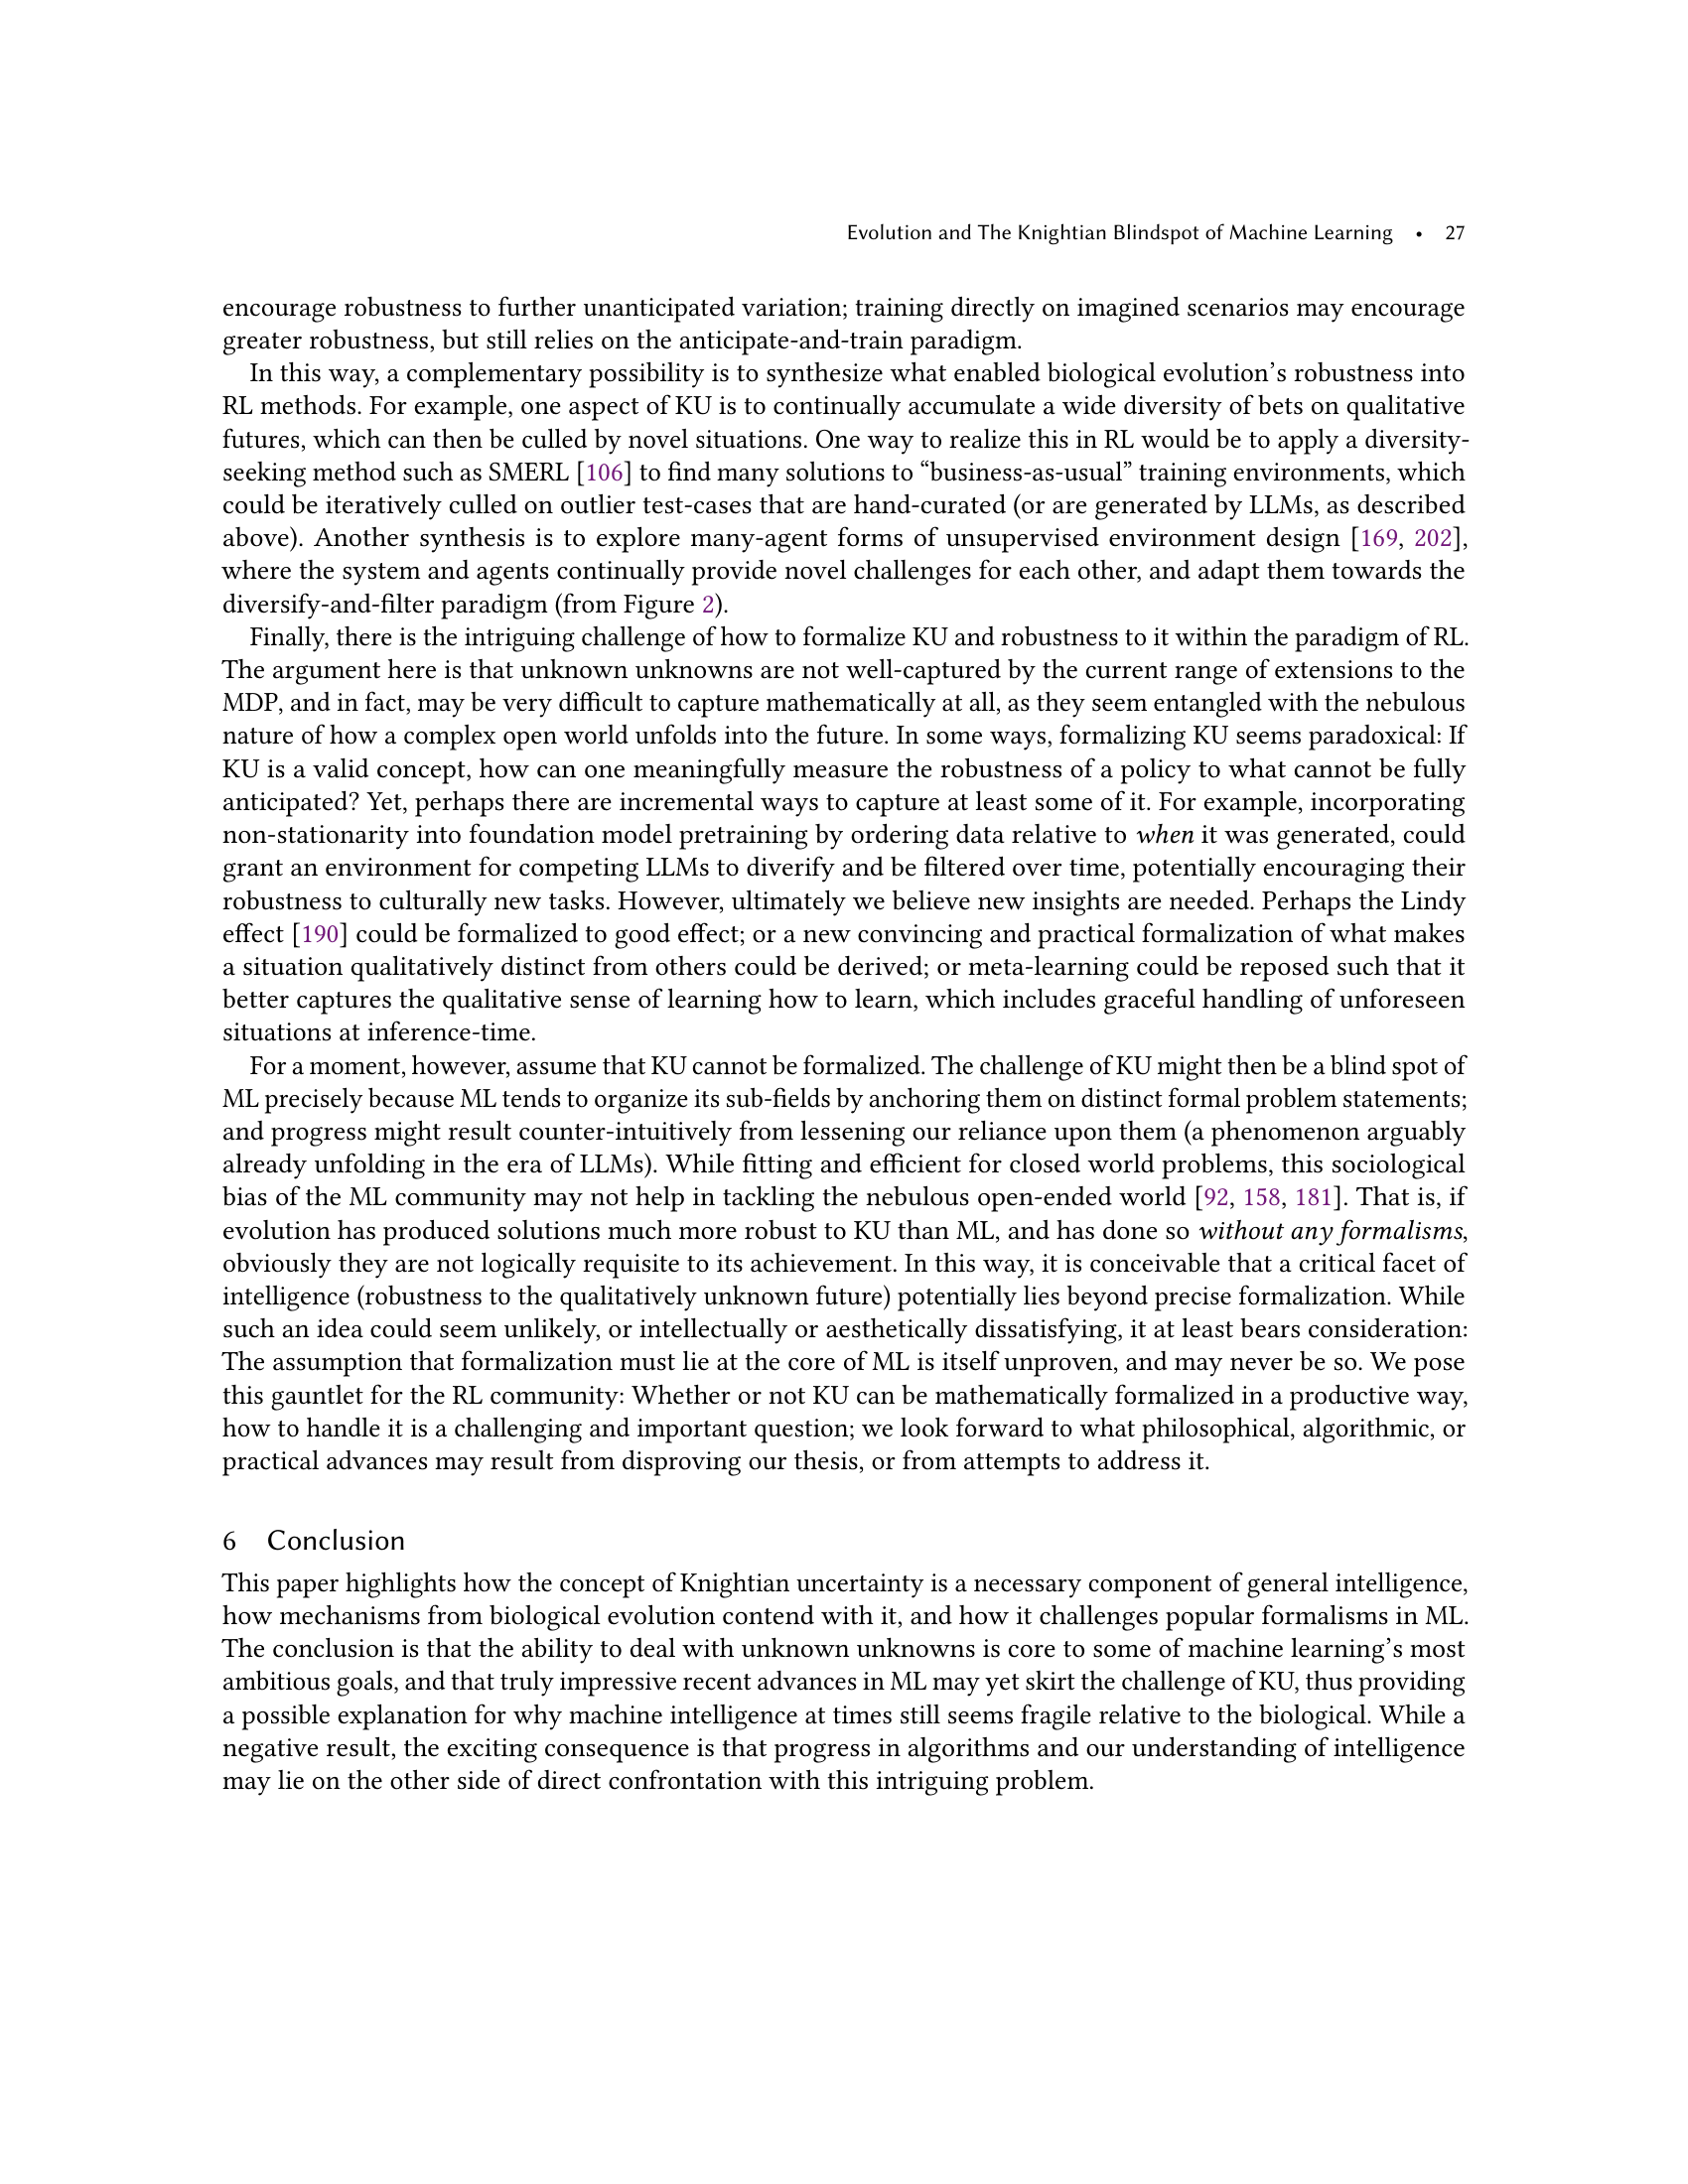 Evolution and The Knightian Blindspot of Machine Learning • 27
encourage robustness to further unanticipated variation; training directly on imagined scenarios may encourage
greater robustness, but still relies on the anticipate-and-train paradigm.
In this way, a complementary possibility is to synthesize what enabled biological evolution’s robustness into
RL methods. For example, one aspect of KU is to continually accumulate a wide diversity of bets on qualitative
futures, which can then be culled by novel situations. One way to realize this in RL would be to apply a diversity-
seeking method such as SMERL [106] to find many solutions to “business-as-usual” training environments, which
could be iteratively culled on outlier test-cases that are hand-curated (or are generated by LLMs, as described
above). Another synthesis is to explore many-agent forms of unsupervised environment design [169, 202],
where the system and agents continually provide novel challenges for each other, and adapt them towards the
diversify-and-filter paradigm (from Figure 2).
Finally, there is the intriguing challenge of how to formalize KU and robustness to it within the paradigm of RL.
The argument here is that unknown unknowns are not well-captured by the current range of extensions to the
MDP, and in fact, may be very difficult to capture mathematically at all, as they seem entangled with the nebulous
nature of how a complex open world unfolds into the future. In some ways, formalizing KU seems paradoxical: If
KU is a valid concept, how can one meaningfully measure the robustness of a policy to what cannot be fully
anticipated? Yet, perhaps there are incremental ways to capture at least some of it. For example, incorporating
non-stationarity into foundation model pretraining by ordering data relative to when it was generated, could
grant an environment for competing LLMs to diverify and be filtered over time, potentially encouraging their
robustness to culturally new tasks. However, ultimately we believe new insights are needed. Perhaps the Lindy
effect [190] could be formalized to good effect; or a new convincing and practical formalization of what makes
a situation qualitatively distinct from others could be derived; or meta-learning could be reposed such that it
better captures the qualitative sense of learning how to learn, which includes graceful handling of unforeseen
situations at inference-time.
For a moment, however, assume that KU cannot be formalized. The challenge of KU might then be a blind spot of
ML precisely because ML tends to organize its sub-fields by anchoring them on distinct formal problem statements;
and progress might result counter-intuitively from lessening our reliance upon them (a phenomenon arguably
already unfolding in the era of LLMs). While fitting and efficient for closed world problems, this sociological
bias of the ML community may not help in tackling the nebulous open-ended world [92, 158, 181]. That is, if
evolution has produced solutions much more robust to KU than ML, and has done so without any formalisms,
obviously they are not logically requisite to its achievement. In this way, it is conceivable that a critical facet of
intelligence (robustness to the qualitatively unknown future) potentially lies beyond precise formalization. While
such an idea could seem unlikely, or intellectually or aesthetically dissatisfying, it at least bears consideration:
The assumption that formalization must lie at the core of ML is itself unproven, and may never be so. We pose
this gauntlet for the RL community: Whether or not KU can be mathematically formalized in a productive way,
how to handle it is a challenging and important question; we look forward to what philosophical, algorithmic, or
practical advances may result from disproving our thesis, or from attempts to address it.
6 Conclusion
This paper highlights how the concept of Knightian uncertainty is a necessary component of general intelligence,
how mechanisms from biological evolution contend with it, and how it challenges popular formalisms in ML.
The conclusion is that the ability to deal with unknown unknowns is core to some of machine learning’s most
ambitious goals, and that truly impressive recent advances in ML may yet skirt the challenge of KU, thus providing
a possible explanation for why machine intelligence at times still seems fragile relative to the biological. While a
negative result, the exciting consequence is that progress in algorithms and our understanding of intelligence
may lie on the other side of direct confrontation with this intriguing problem.